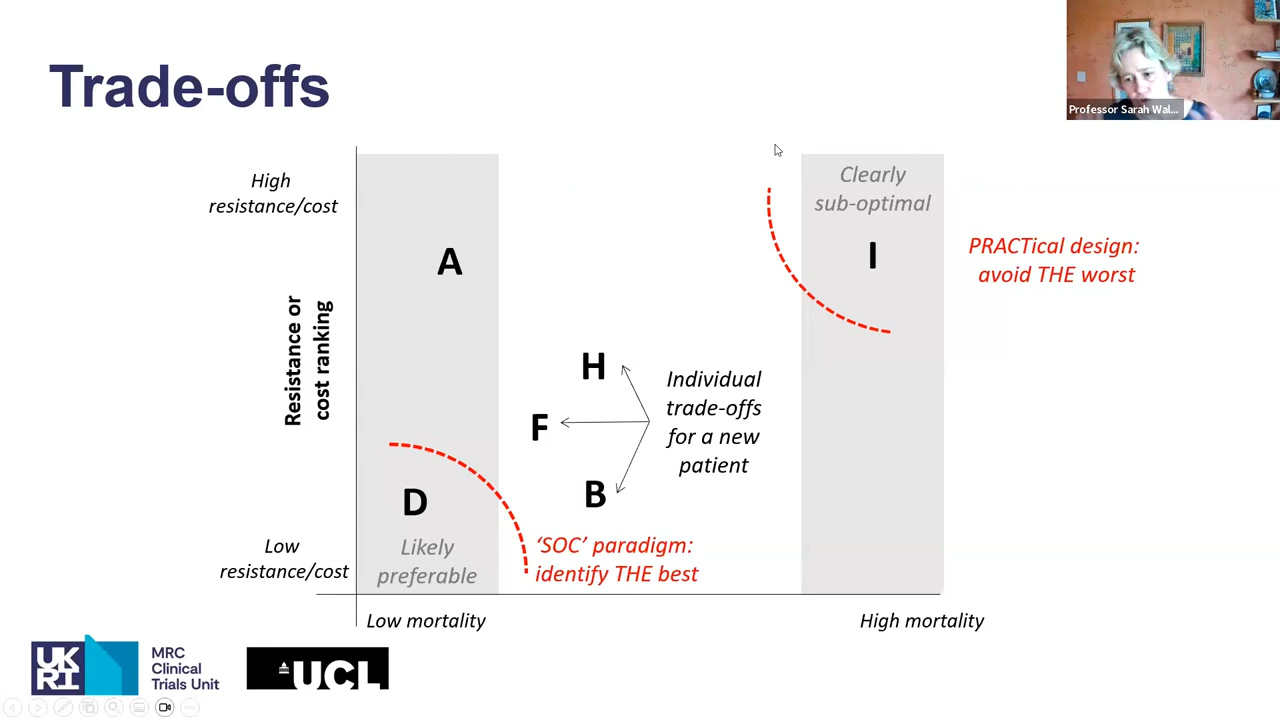 Trade-offs
Professor Sarah Wal...
High
resistance/cost
Resistance or
cost ranking
Low
resistance/cost
A
D
Likely
preferable
H
F
B
Individual
trade-offs
for a new
patient
‘SOC’ paradigm:
identify THE best
Clearly
sub-optimal
I
PRACTical design:
avoid THE worst
Low mortality
High mortality
UK
RI
MRC
Clinical
Trials Unit
UCL